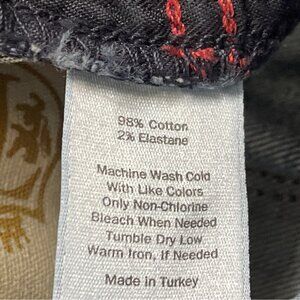 98% Cotton
2% Elastane
Machine Wash Cold
With Like Colors
Only Non-Chlorine
Bleach When Needed
Tumble Dry Low
Warm Iron, If Needed
Made in Turkey